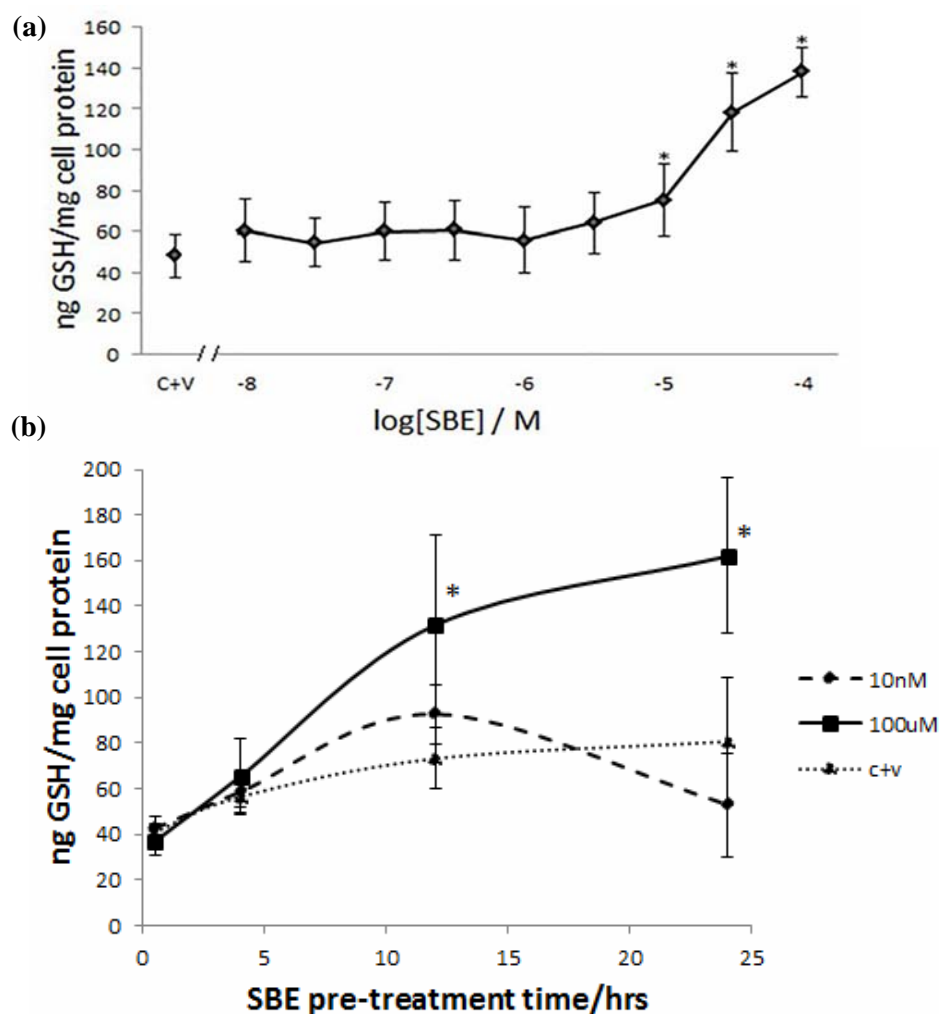 (a)
ng GSH/mg cell protein
160
140
120
100
80
60
40
20
0
* * *
C+V // -8 -7 -6 -5 -4
log[SBE] / M
(b)
ng GSH/mg cell protein
200
180
160
140
120
100
80
60
40
20
0
* *
0 5 10 15 20 25
SBE pre-treatment time/hrs
10nM
100uM
c+v